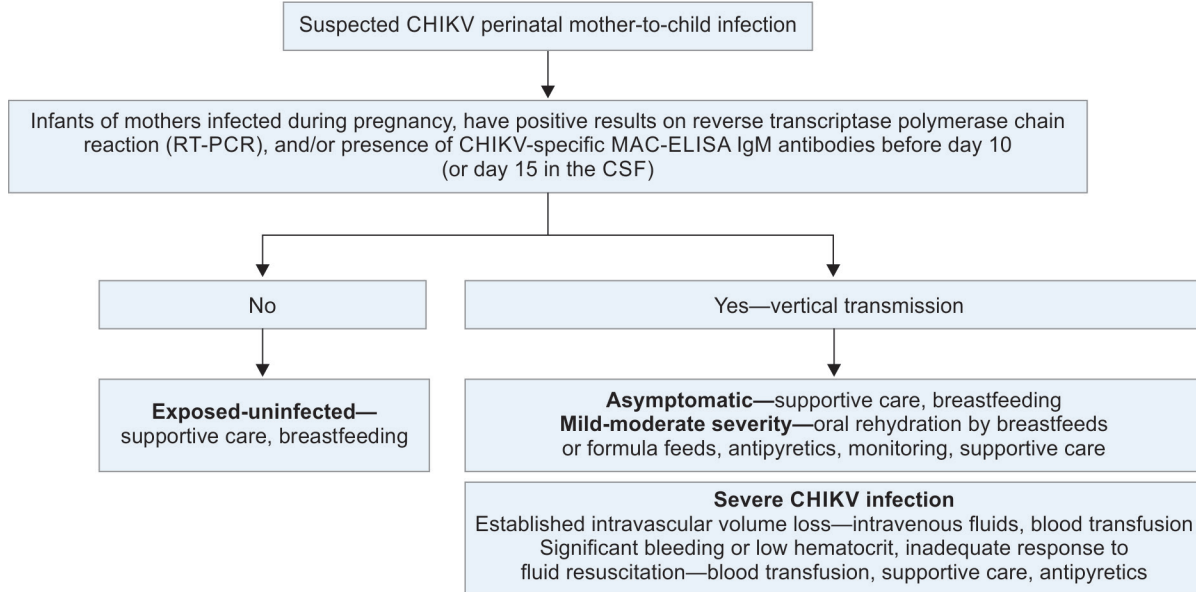 Suspected CHIKV perinatal mother-to-child infection
Infants of mothers infected during pregnancy, have positive results on reverse transcriptase polymerase chain
reaction (RT-PCR), and/or presence of CHIKV-specific MAC-ELISA IgM antibodies before day 10
(or day 15 in the CSF)
No
Yes—vertical transmission
Exposed-uninfected—
supportive care, breastfeeding
Asymptomatic—supportive care, breastfeeding
Mild-moderate severity—oral rehydration by breastfeeds
or formula feeds, antipyretics, monitoring, supportive care
Severe CHIKV infection
Established intravascular volume loss—intravenous fluids, blood transfusion
Significant bleeding or low hematocrit, inadequate response to
fluid resuscitation—blood transfusion, supportive care, antipyretics